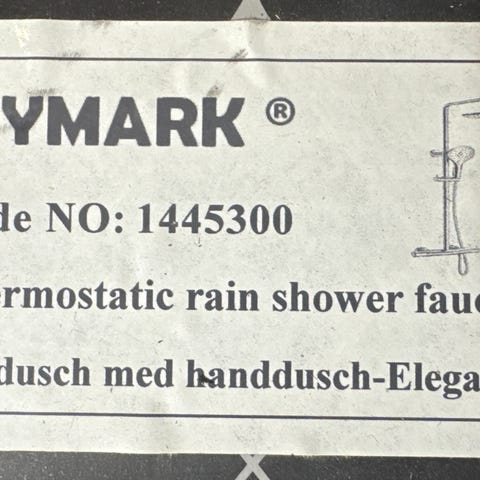 YMARK ®
de NO: 1445300
ermostatic rain shower fauc
dusch med handdusch-Elega